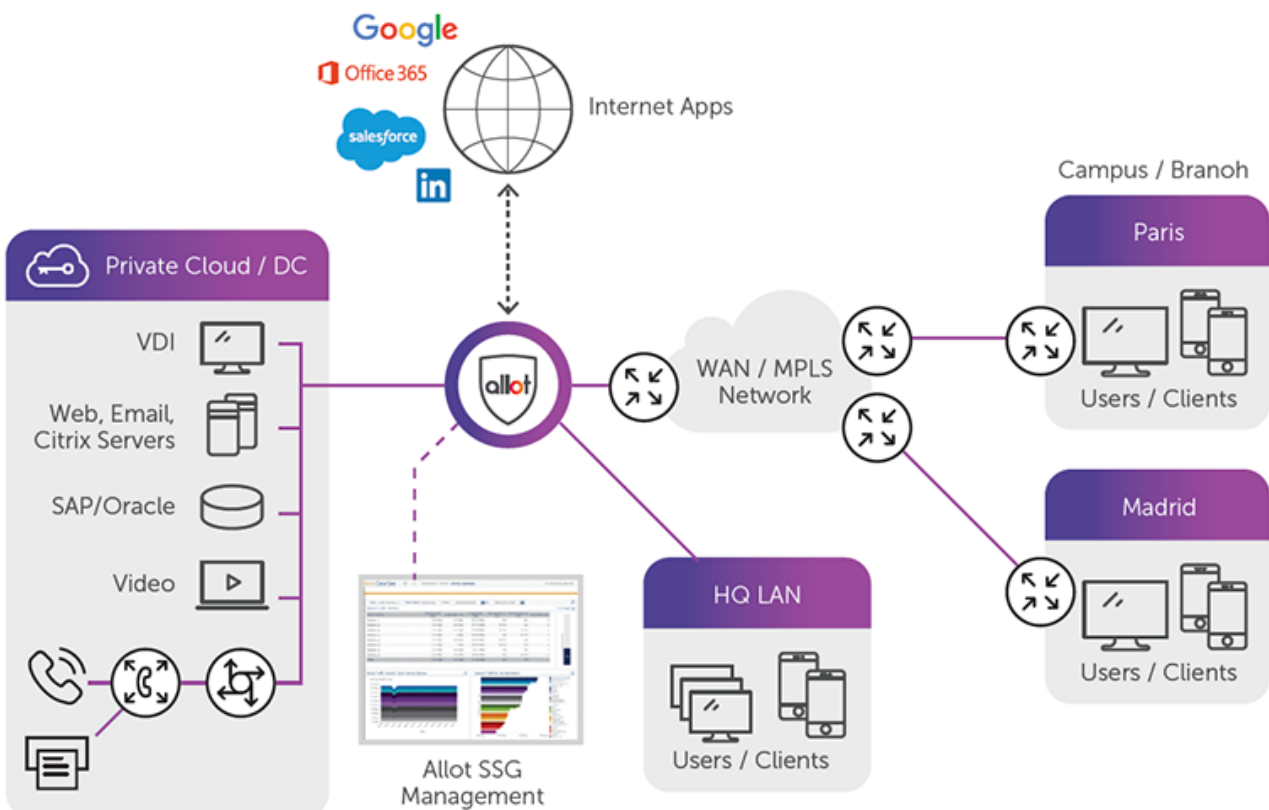 Google
Office 365
salesforce
in
Internet Apps
Campus / Branoh
Paris
Users / Clients
Private Cloud / DC
VDI
Web, Email,
Citrix Servers
SAP/Oracle
Video
allot
WAN / MPLS
Network
Madrid
Users / Clients
HQ LAN
Users / Clients
Allot SSG
Management